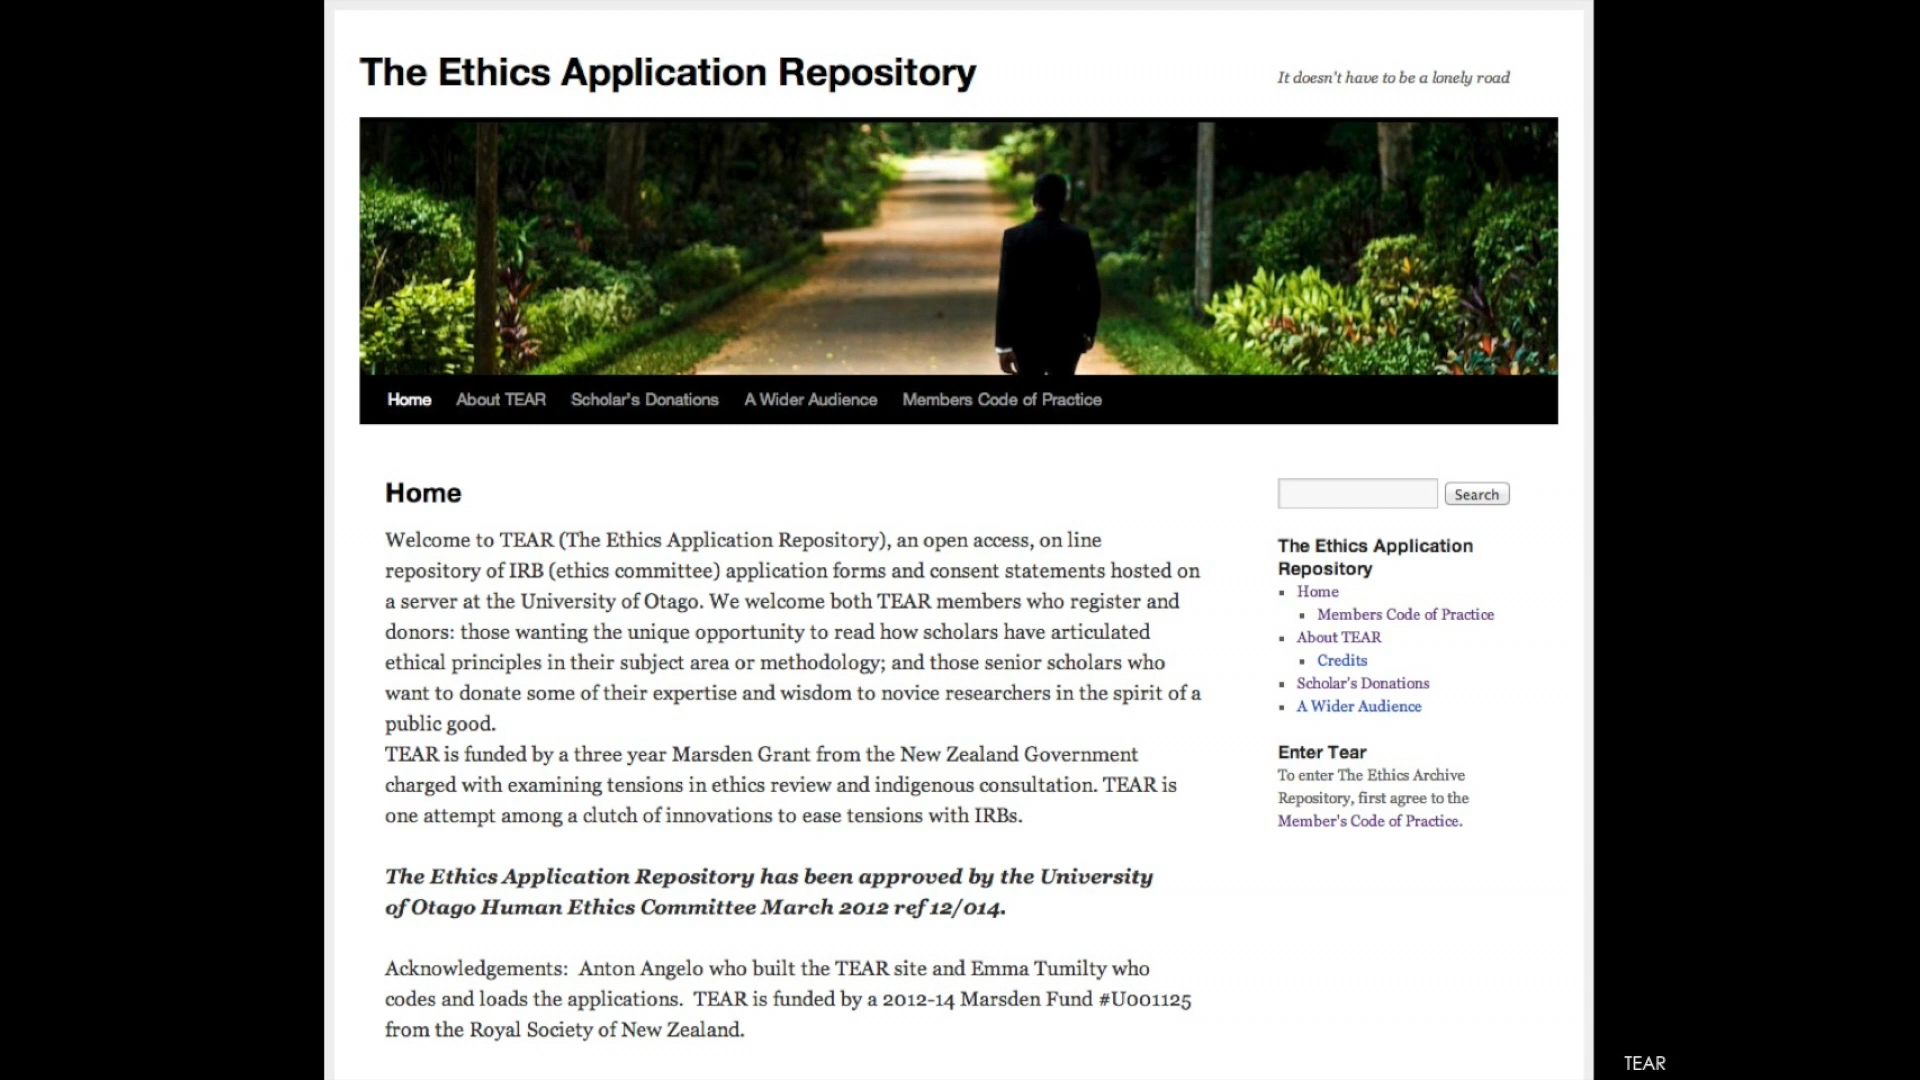 The Ethics Application Repository
It doesn't have to be a lonely road
Home About TEAR Scholar's Donations A Wider Audience Members Code of Practice
Home
Welcome to TEAR (The Ethics Application Repository), an open access, on line
repository of IRB (ethics committee) application forms and consent statements hosted on
a server at the University of Otago. We welcome both TEAR members who register and
donors: those wanting the unique opportunity to read how scholars have articulated
ethical principles in their subject area or methodology; and those senior scholars who
want to donate some of their expertise and wisdom to novice researchers in the spirit of a
public good.
TEAR is funded by a three year Marsden Grant from the New Zealand Government
charged with examining tensions in ethics review and indigenous consultation. TEAR is
one attempt among a clutch of innovations to ease tensions with IRBs.
The Ethics Application Repository has been approved by the University
of Otago Human Ethics Committee March 2012 ref 12/014.
Acknowledgements: Anton Angelo who built the TEAR site and Emma Tumilty who
codes and loads the applications. TEAR is funded by a 2012-14 Marsden Fund #U001125
from the Royal Society of New Zealand.
Search
The Ethics Application
Repository
Home
Members Code of Practice
About TEAR
Credits
Scholar's Donations
A Wider Audience
Enter Tear
To enter The Ethics Archive
Repository, first agree to the
Member's Code of Practice.
TEAR